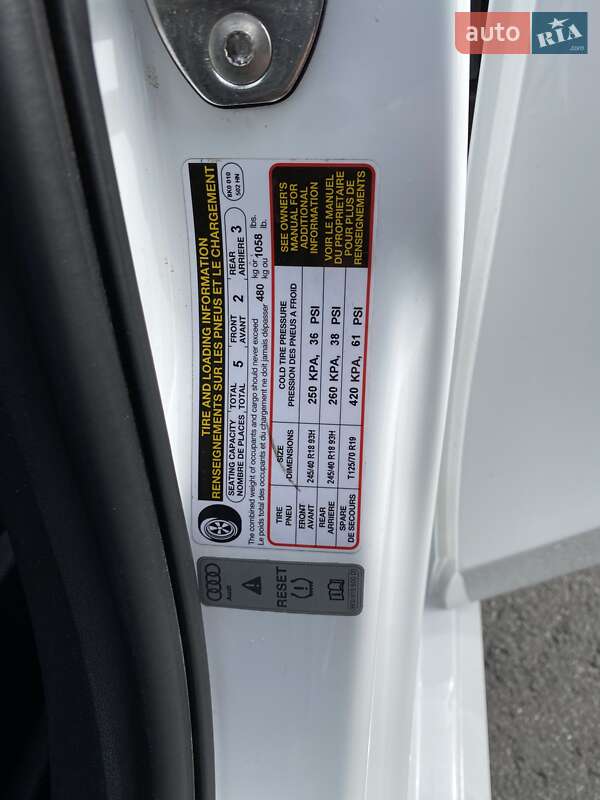 auto RIA.com
TIRE AND LOADING INFORMATION
RENSEIGNEMENTS SUR LES PNEUS ET LE CHARGEMENT
8K0 010
502 HN
SEATING CAPACITY TOTAL 5 FRONT 2 REAR 3
NOMBRE DE PLACES TOTAL AVANT ARRIERE
The combined weight of occupants and cargo should never exceed 480 kg or 1058 lbs.
Le poids total des occupants et du chargement ne doit jamais dépasser kg ou lb.
TIRE SIZE COLD TIRE PRESSURE
PNEU DIMENSIONS PRESSION DES PNEUS A FROID
FRONT
AVANT 245/40 R18 93H 250 KPA, 36 PSI
REAR
ARRIERE 245/40 R18 93H 260 KPA, 38 PSI
SPARE
DE SECOURS T125/70 R19 420 KPA, 61 PSI
SEE OWNER'S
MANUAL FOR
ADDITIONAL
INFORMATION
VOIR LE MANUEL
DU PROPRIETAIRE
POUR PLUS DE
RENSEIGNEMENTS
Audi
RESET